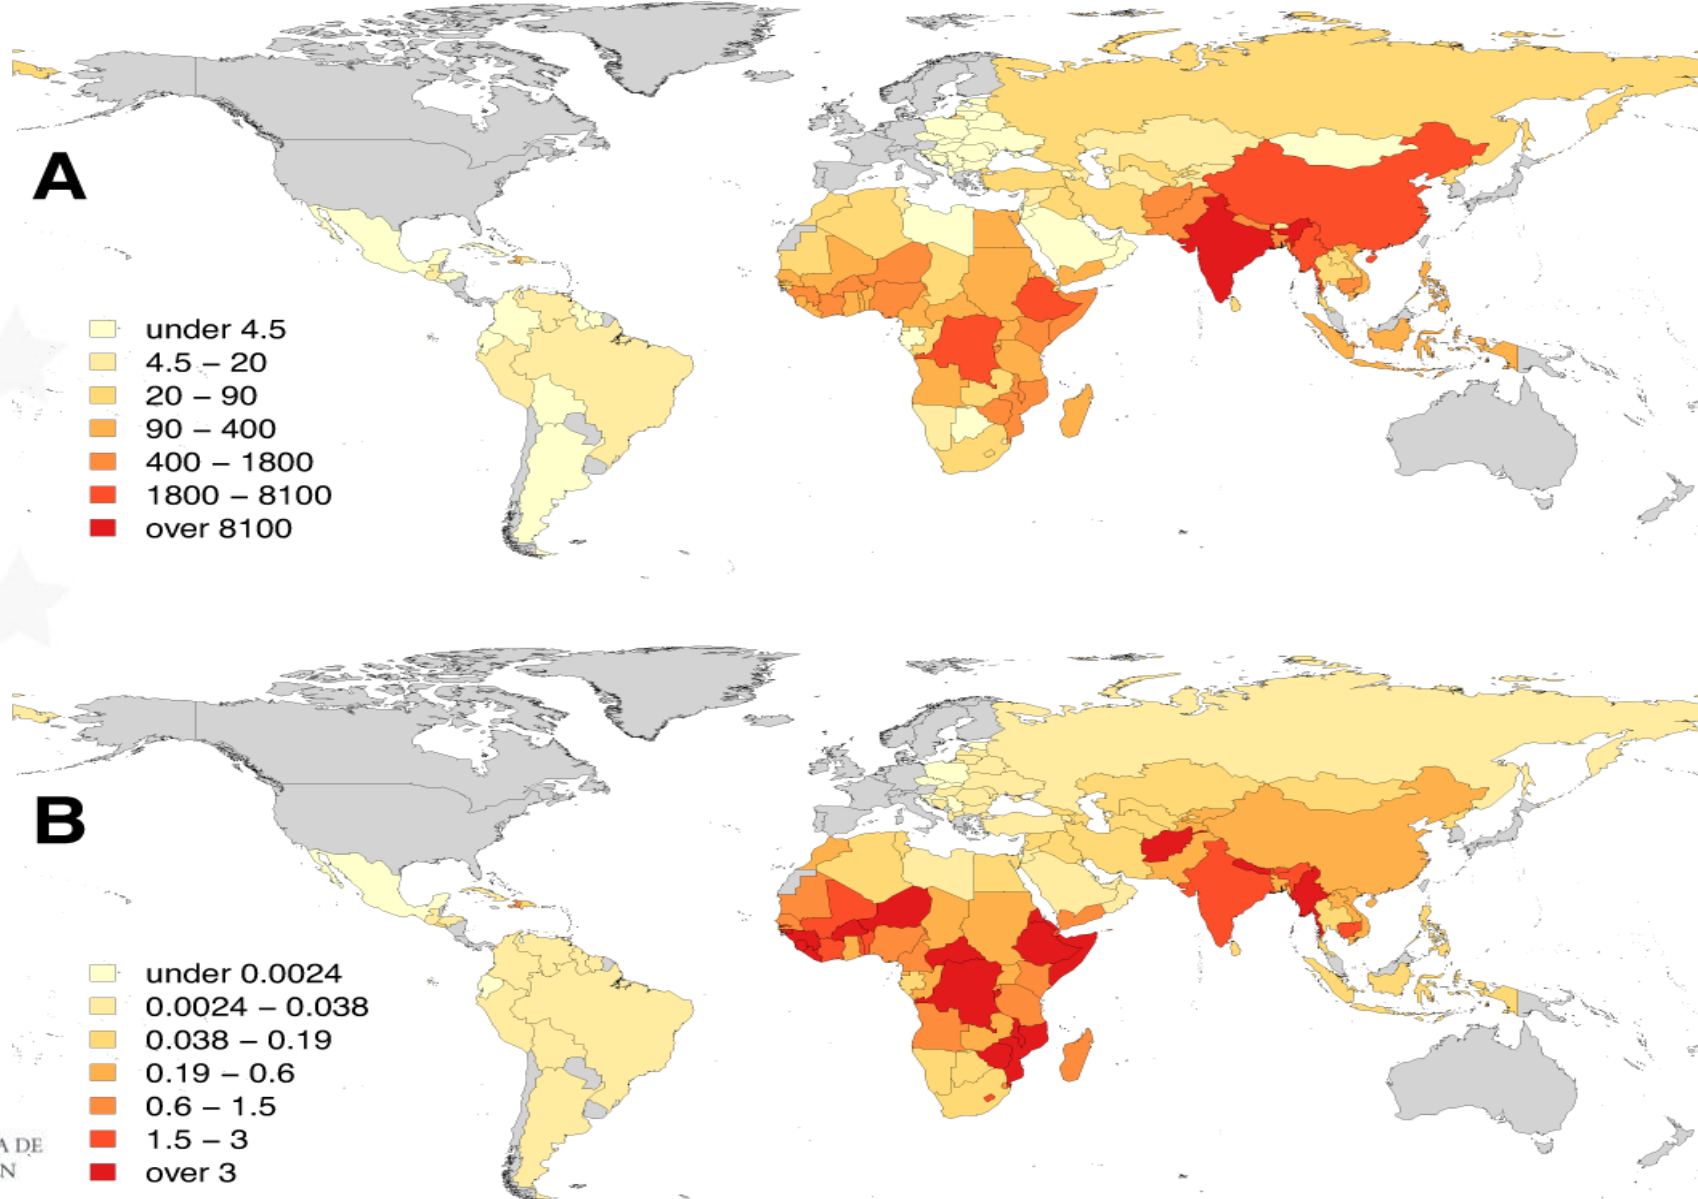 A
under 4.5
4.5 – 20
20 – 90
90 – 400
400 – 1800
1800 – 8100
over 8100
B
under 0.0024
0.0024 – 0.038
0.038 – 0.19
0.19 – 0.6
0.6 – 1.5
1.5 – 3
over 3
A DE
N